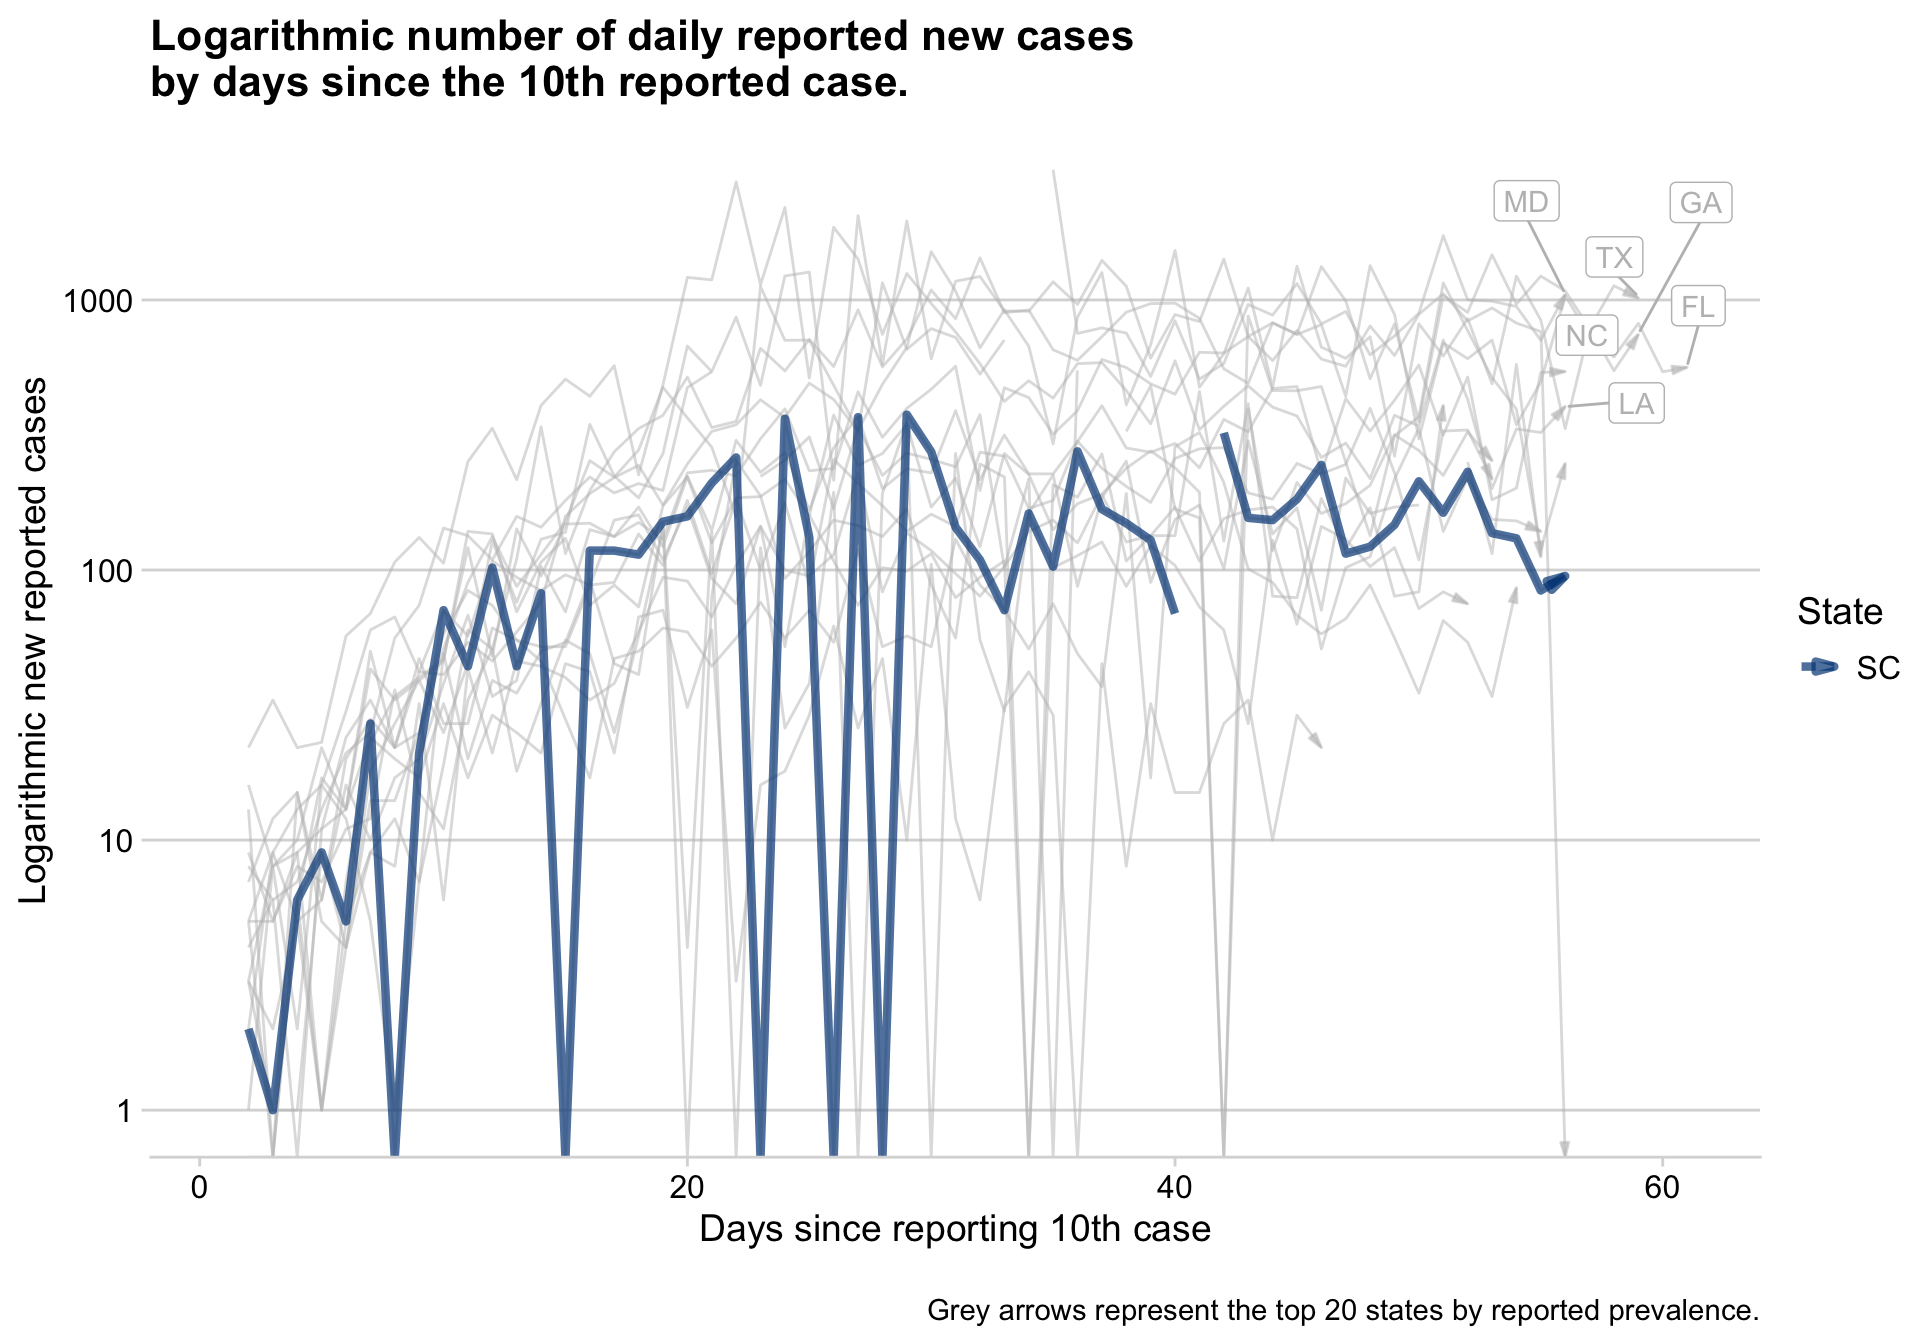 Logarithmic number of daily reported new cases
by days since the 10th reported case.
Logarithmic new reported cases
1000
100
10
1
MD
GA
TX
FL
NC
LA
State
SC
0
20
40
60
Days since reporting 10th case
Grey arrows represent the top 20 states by reported prevalence.